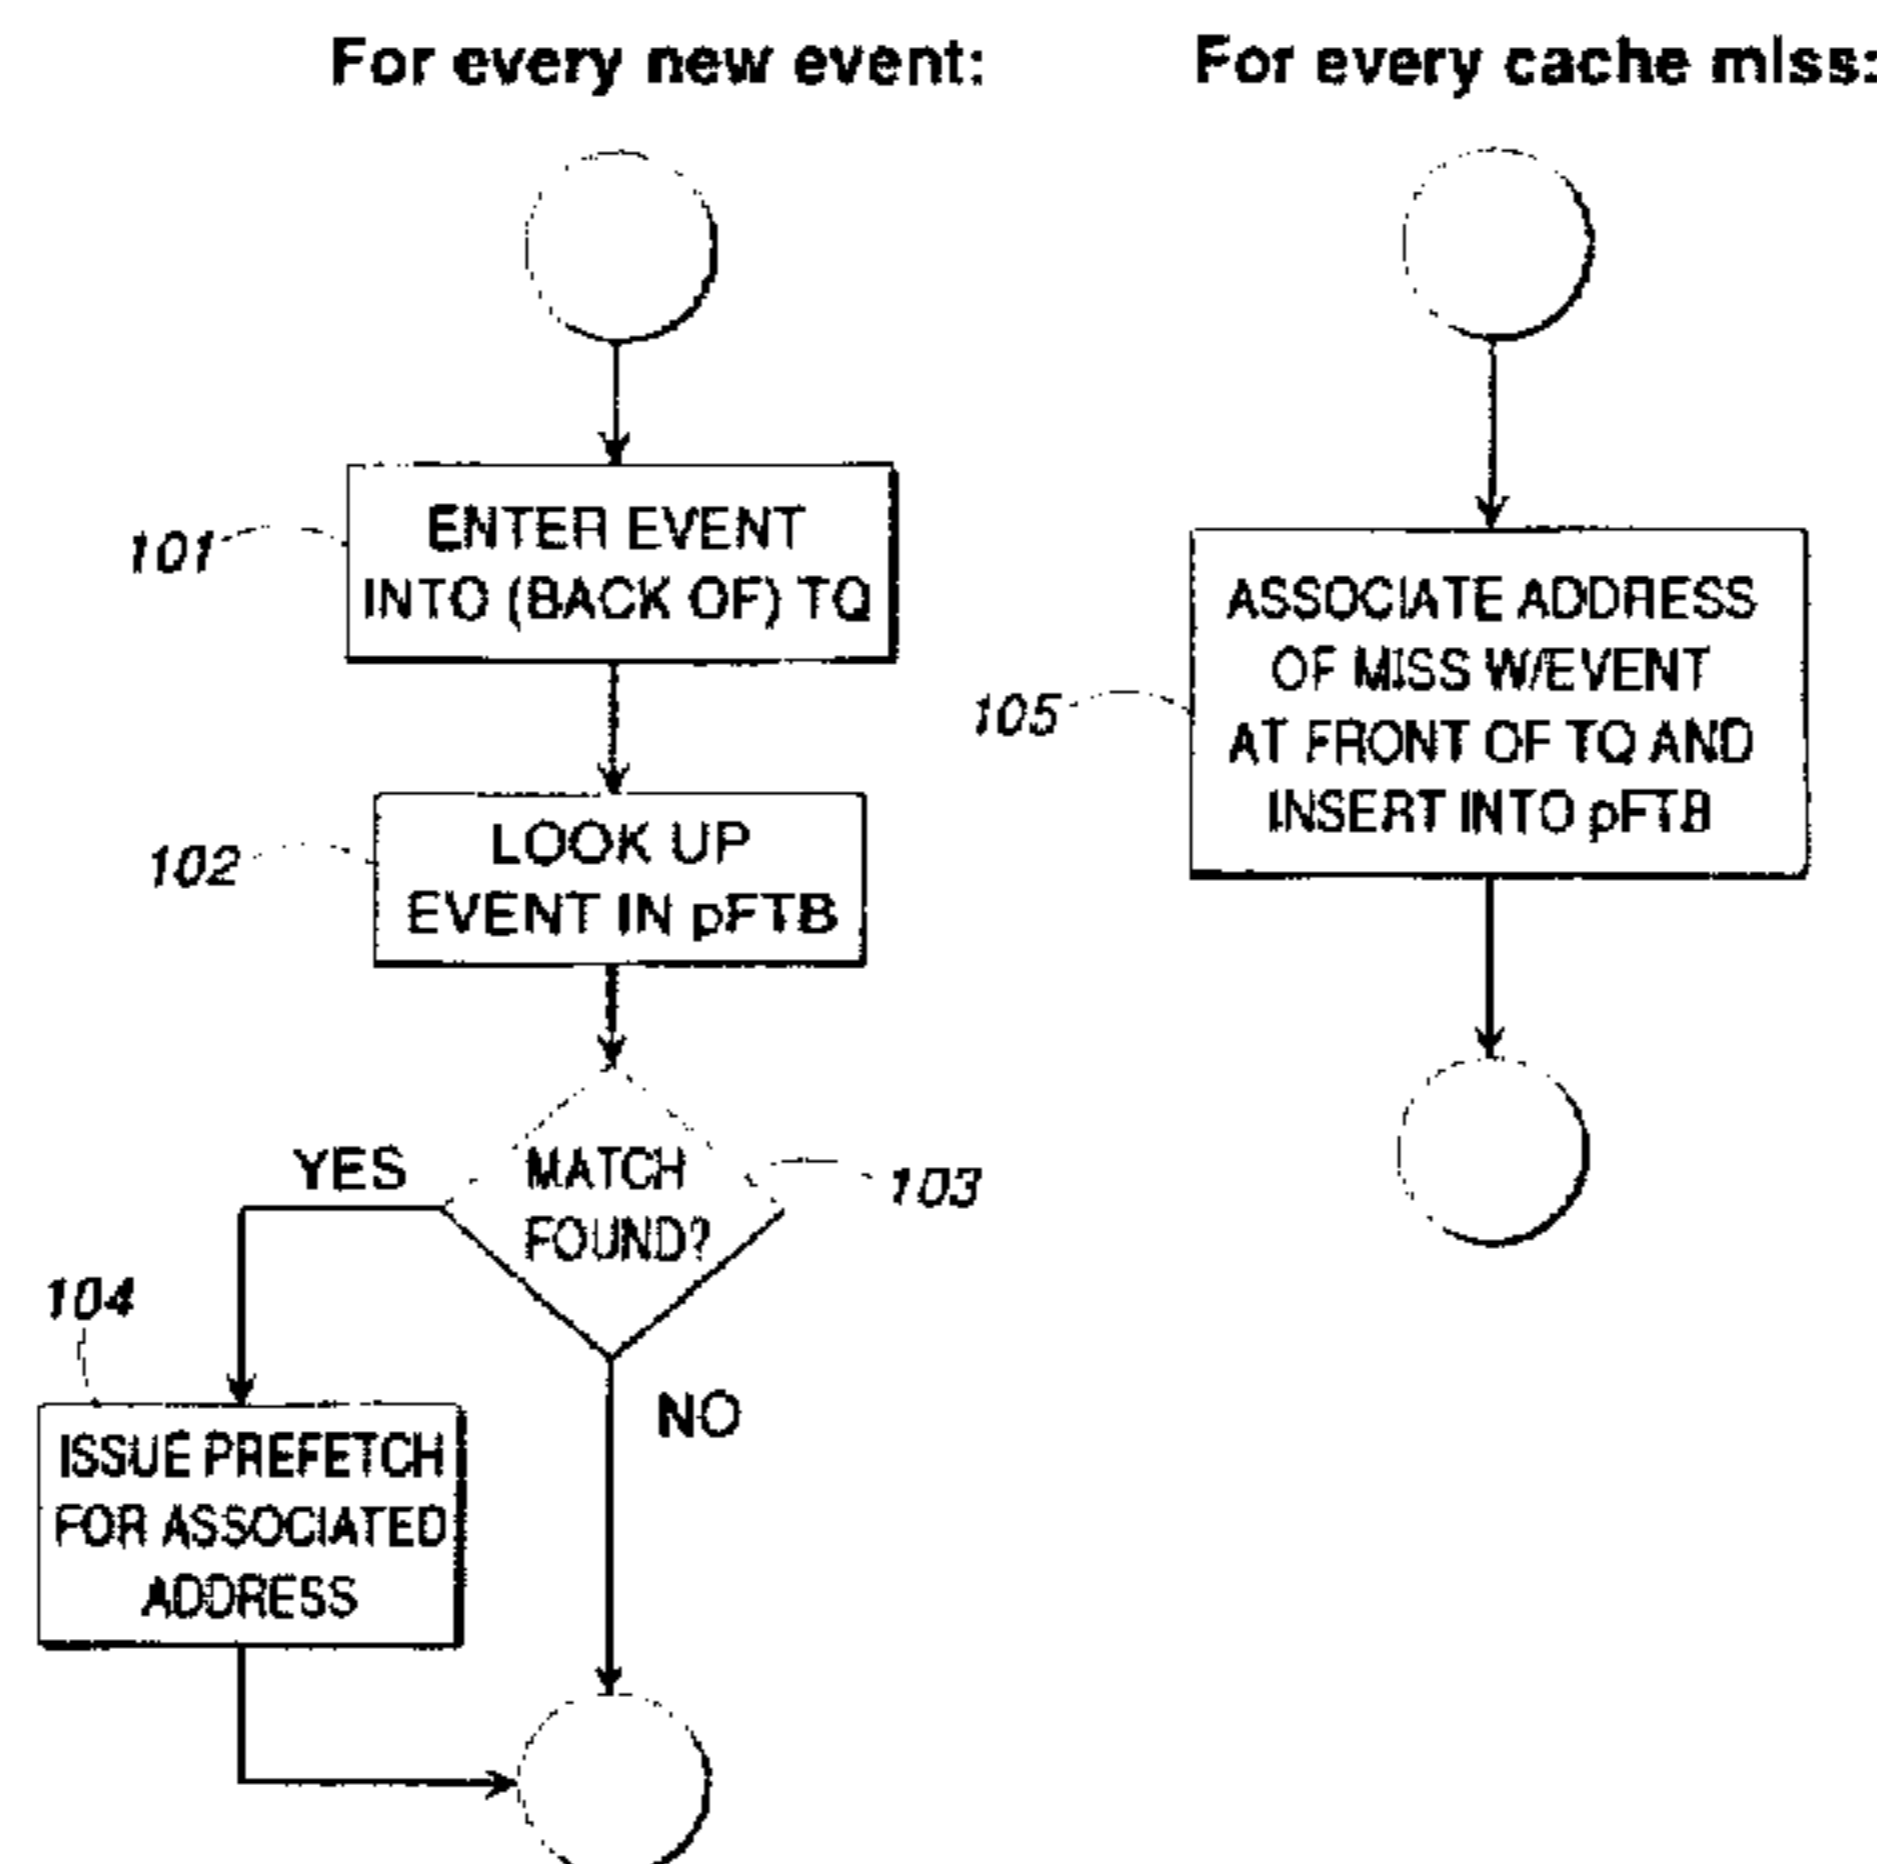 For every new event:
101
ENTER EVENT
INTO (BACK OF) TQ
102
LOOK UP
EVENT IN pFTB
YES
MATCH
FOUND?
103
104
NO
ISSUE PREFETCH
FOR ASSOCIATED
ADDRESS
For every cache miss:
105
ASSOCIATE ADDRESS
OF MISS W/EVENT
AT FRONT OF TQ AND
INSERT INTO pFTB